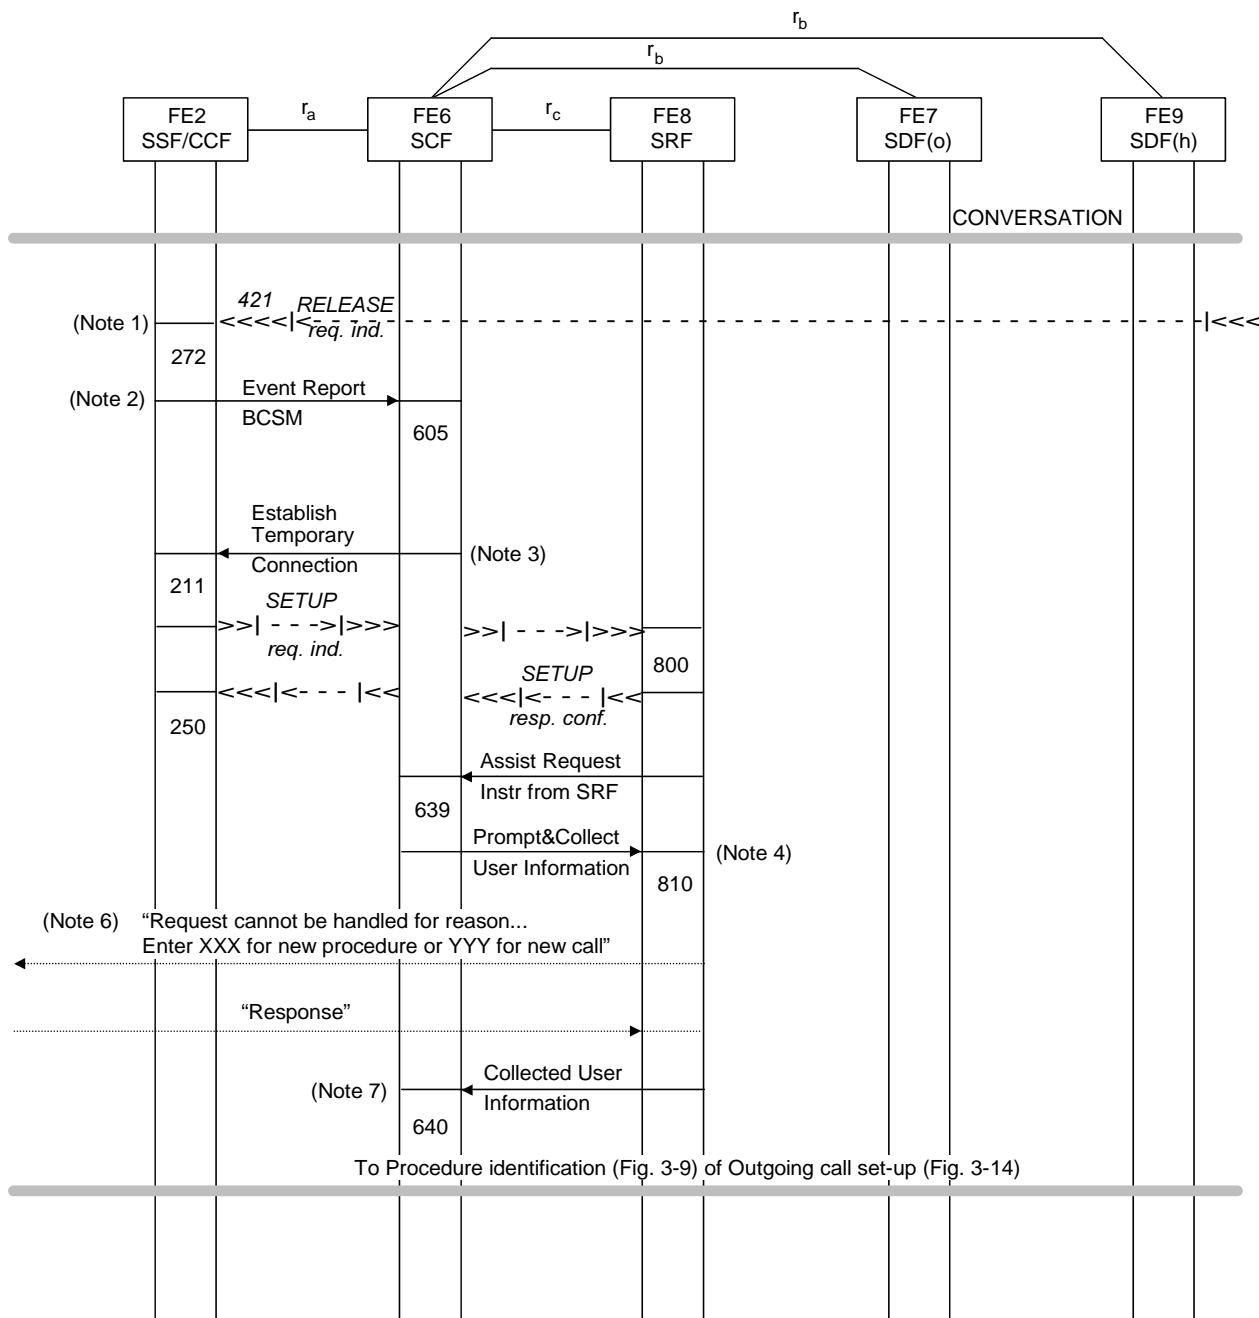 r_b
r_b
FE2
SSF/CCF
r_a
FE6
SCF
r_c
FE8
SRF
FE7
SDF(o)
FE9
SDF(h)
CONVERSATION
421
RELEASE
(Note 1)
<<<<|<- - - - - - - - - - - - - - - - - - - - - - - - |<<<
req. ind.
272
(Note 2)
Event Report
BCSM
605
Establish
Temporary
Connection
(Note 3)
211
SETUP
>>| - - ->|>>>
>>| - - ->|>>>
req. ind.
800
SETUP
<<<|<- - - |<<
<<<|<- - - |<<
resp. conf.
250
Assist Request
Instr from SRF
639
Prompt&Collect
User Information
(Note 4)
810
(Note 6) “Request cannot be handled for reason...
Enter XXX for new procedure or YYY for new call”
“Response”
Collected User
Information
(Note 7)
640
To Procedure identification (Fig. 3-9) of Outgoing call set-up (Fig. 3-14)